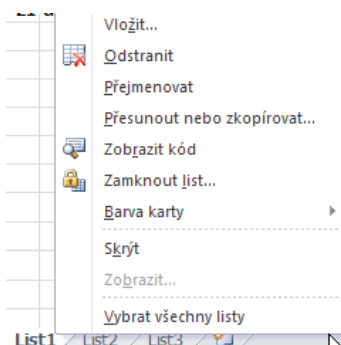 Vložit...
Odstranit
Přejmenovat
Přesunout nebo zkopírovat...
Zobrazit kód
Zamknout list...
Barva karty
Skrýt
Zobrazit...
Vybrat všechny listy
List1 List2 List3